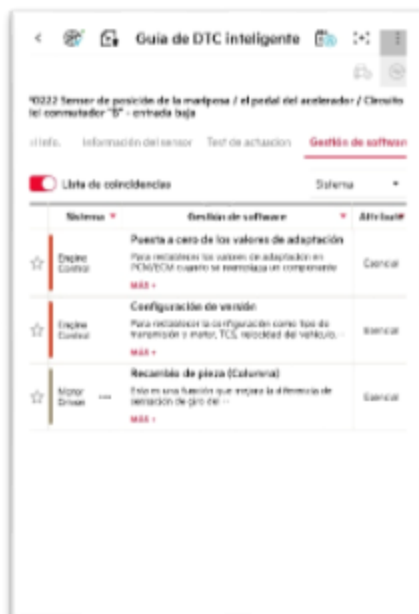 Guía de DTC inteligente
P0222 Sensor de posición de la mariposa / el pedal del acelerador / Circuito
del conmutador "B" - entrada baja
Info.   Información del sensor   Test de actuación   Gestión de software
Lista de coincidencias   Sistema
Sistema   Gestión de software   Attribute
Puesta a cero de los valores de adaptación
Engine Control   Para restablecer los valores de adaptación en   Esencial
PCM/ECM cuando se reemplaza un componente
MÁS +
Configuración de versión
Engine Control   Para restablecer la configuración como tipo de   Esencial
transmisión o motor, TCS, velocidad del vehículo, ···
MÁS +
Recambio de pieza (Columna)
Motor Driven ···   Esta es una función que mejora la diferencia de   Esencial
sensación de giro del ···
MÁS +